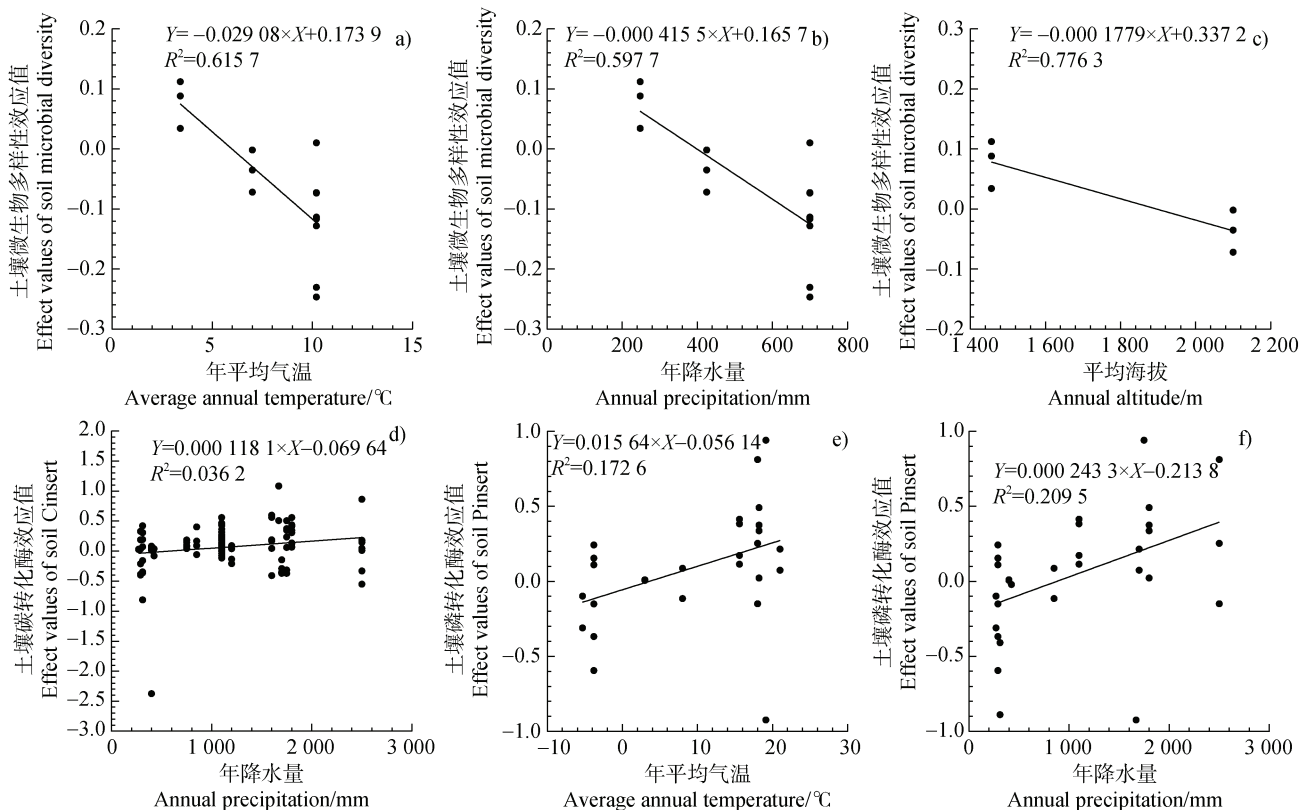 Y= −0.029 08×X+0.173 9
a)
R²=0.615 7
土壤微生物多样性效应值
Effect values of soil microbial diversity
0.2
0.1
0.0
−0.1
−0.2
−0.3
0
5
10
15
年平均气温
Average annual temperature/℃
Y= −0.000 415 5×X+0.165 7
b)
R²=0.597 7
土壤微生物多样性效应值
Effect values of soil microbial diversity
0.2
0.1
0.0
−0.1
−0.2
−0.3
0
200
400
600
800
年降水量
Annual precipitation/mm
Y= −0.000 1779×X+0.337 2
c)
R²=0.776 3
土壤微生物多样性效应值
Effect values of soil microbial diversity
0.3
0.2
0.1
0.0
−0.1
−0.2
1 400
1 600
1 800
2 000
2 200
平均海拔
Annual altitude/m
Y=0.000 118 1×X−0.069 64
d)
R²=0.036 2
土壤碳转化酶效应值
Effect values of soil Cinsert
2.0
1.5
1.0
0.5
0.0
−0.5
−1.0
−1.5
−2.0
−2.5
−3.0
0
1 000
2 000
3 000
年降水量
Annual precipitation/mm
Y=0.015 64×X−0.056 14
e)
R²=0.172 6
土壤磷转化酶效应值
Effect values of soil Pinsert
1.0
0.5
0.0
−0.5
−1.0
−10
0
10
20
30
年平均气温
Average annual temperature/℃
Y=0.000 243 3×X−0.213 8
f)
R²=0.209 5
土壤磷转化酶效应值
Effect values of soil Pinsert
1.0
0.5
0.0
−0.5
−1.0
0
1 000
2 000
3 000
年降水量
Annual precipitation/mm